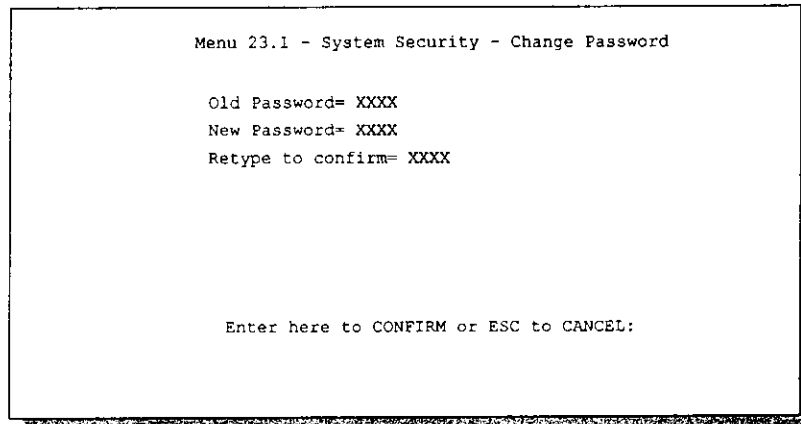 Menu 23.1 - System Security - Change Password
Old Password= XXXX
New Password= XXXX
Retype to confirm= XXXX
Enter here to CONFIRM or ESC to CANCEL: